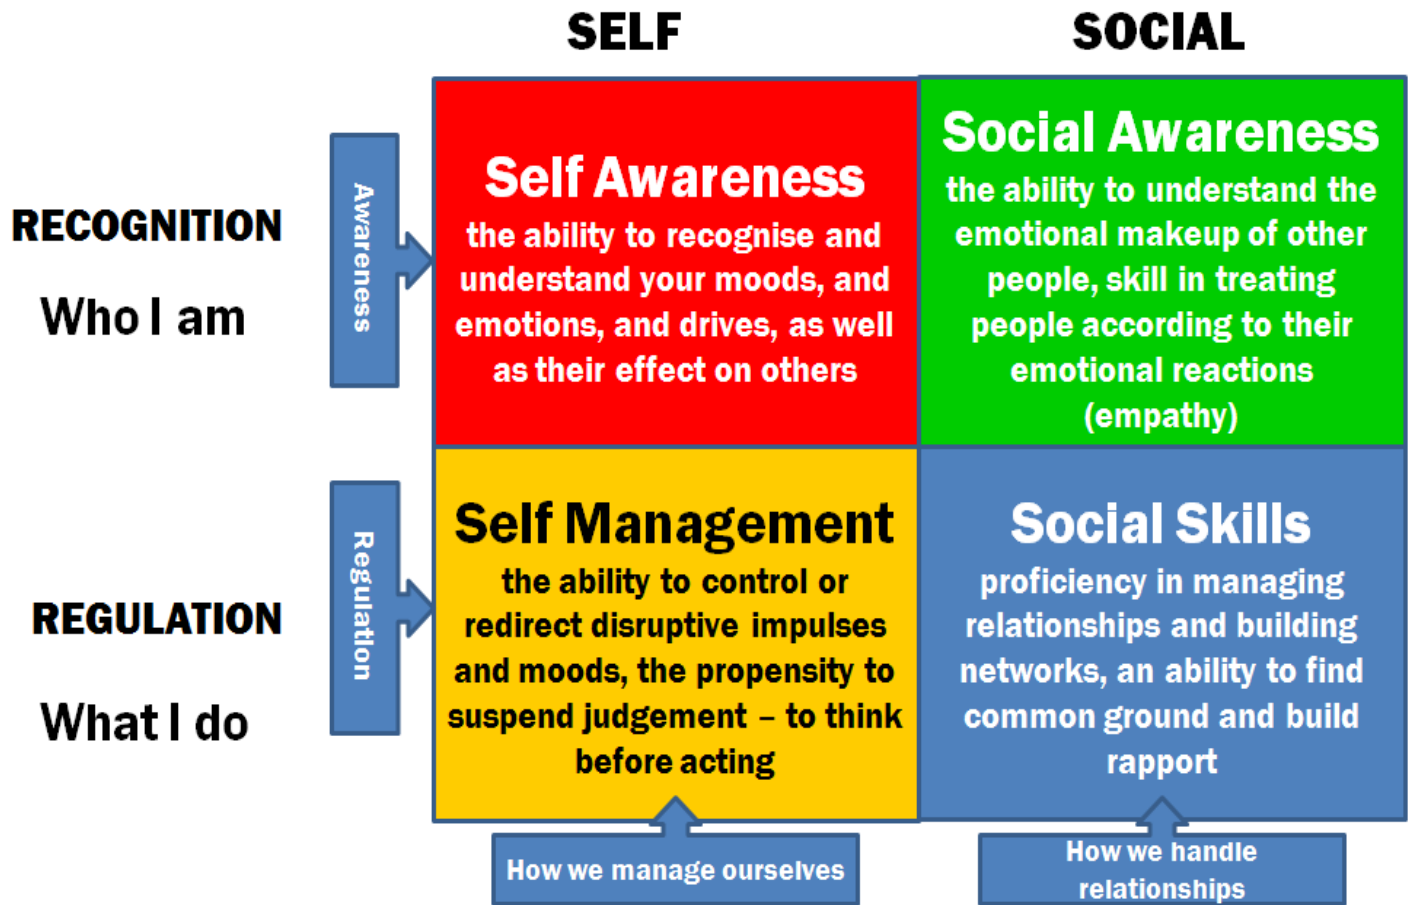 SELF
SOCIAL
RECOGNITION
Who I am
Awareness
Self Awareness
the ability to recognise and
understand your moods, and
emotions, and drives, as well
as their effect on others
Social Awareness
the ability to understand the
emotional makeup of other
people, skill in treating
people according to their
emotional reactions
(empathy)
REGULATION
What I do
Regulation
Self Management
the ability to control or
redirect disruptive impulses
and moods, the propensity to
suspend judgement – to think
before acting
Social Skills
proficiency in managing
relationships and building
networks, an ability to find
common ground and build
rapport
How we manage ourselves
How we handle
relationships